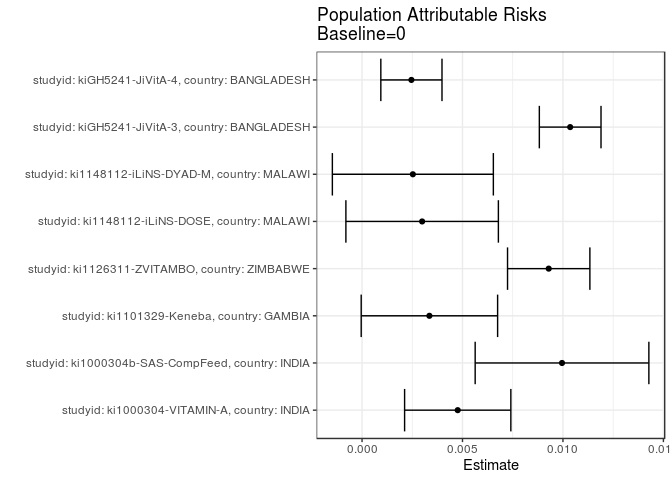 Population Attributable Risks
Baseline=0
studyid: kiGH5241-JiVitA-4, country: BANGLADESH
studyid: kiGH5241-JiVitA-3, country: BANGLADESH
studyid: ki1148112-iLiNS-DYAD-M, country: MALAWI
studyid: ki1148112-iLiNS-DOSE, country: MALAWI
studyid: ki1126311-ZVITAMBO, country: ZIMBABWE
studyid: ki1101329-Keneba, country: GAMBIA
studyid: ki1000304b-SAS-CompFeed, country: INDIA
studyid: ki1000304-VITAMIN-A, country: INDIA
0.000 0.005 0.010 0.01
Estimate